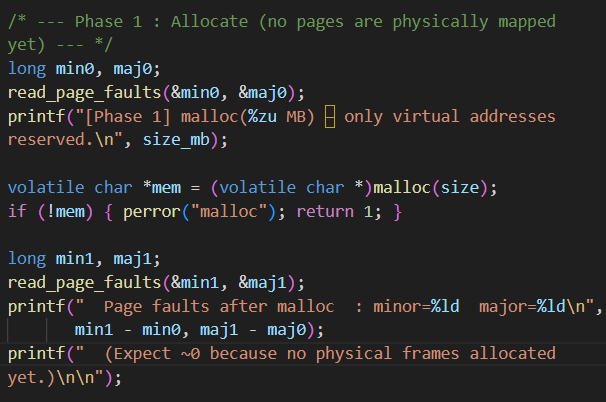 /* --- Phase 1 : Allocate (no pages are physically mapped
yet) --- */
long min0, maj0;
read_page_faults(&min0, &maj0);
printf("[Phase 1] malloc(%zu MB) – only virtual addresses
reserved.\n", size_mb);

volatile char *mem = (volatile char *)malloc(size);
if (!mem) { perror("malloc"); return 1; }

long min1, maj1;
read_page_faults(&min1, &maj1);
printf("  Page faults after malloc  : minor=%ld  major=%ld\n",
        min1 - min0, maj1 - maj0);
printf("  (Expect ~0 because no physical frames allocated
yet.)\n\n");